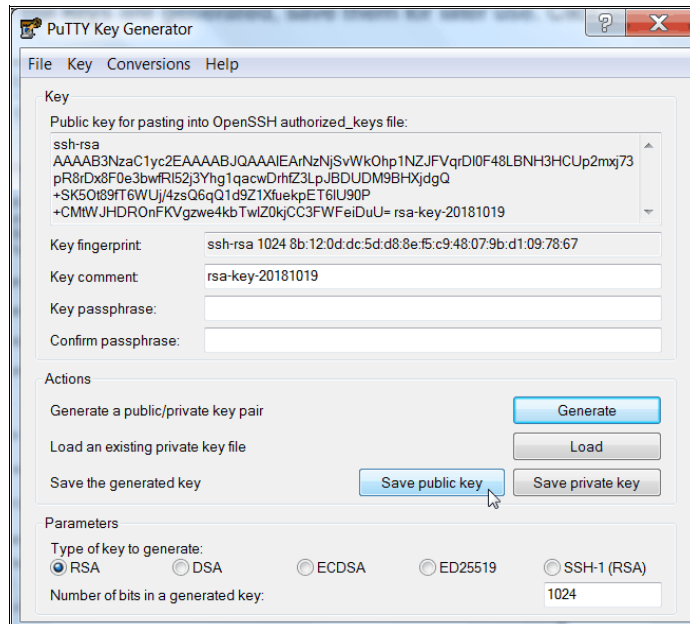 PuTTY Key Generator
File Key Conversions Help
Key
Public key for pasting into OpenSSH authorized_keys file:
ssh-rsa
AAAAB3NzaC1yc2EAAAABJQAAAIEArNzNjSvWkOhp1NZJFVqrDI0F48LBNH3HCUp2mxj73
pR8rDx8F0e3bwfRl52j3Yhg1qacwDrhfZ3LpJBDUDM9BHXjdgQ
+SK5Ot89fT6WUj/4zsQ6qQ1d9Z1XfuekpET6IU90P
+CMtWJHDROnFKVgzwe4kbTwlZ0kjCC3FWFeiDuU= rsa-key-20181019
Key fingerprint: ssh-rsa 1024 8b:12:0d:dc:5d:d8:8e:f5:c9:48:07:9b:d1:09:78:67
Key comment: rsa-key-20181019
Key passphrase:
Confirm passphrase:
Actions
Generate a public/private key pair Generate
Load an existing private key file Load
Save the generated key Save public key Save private key
Parameters
Type of key to generate:
RSA DSA ECDSA ED25519 SSH-1 (RSA)
Number of bits in a generated key: 1024